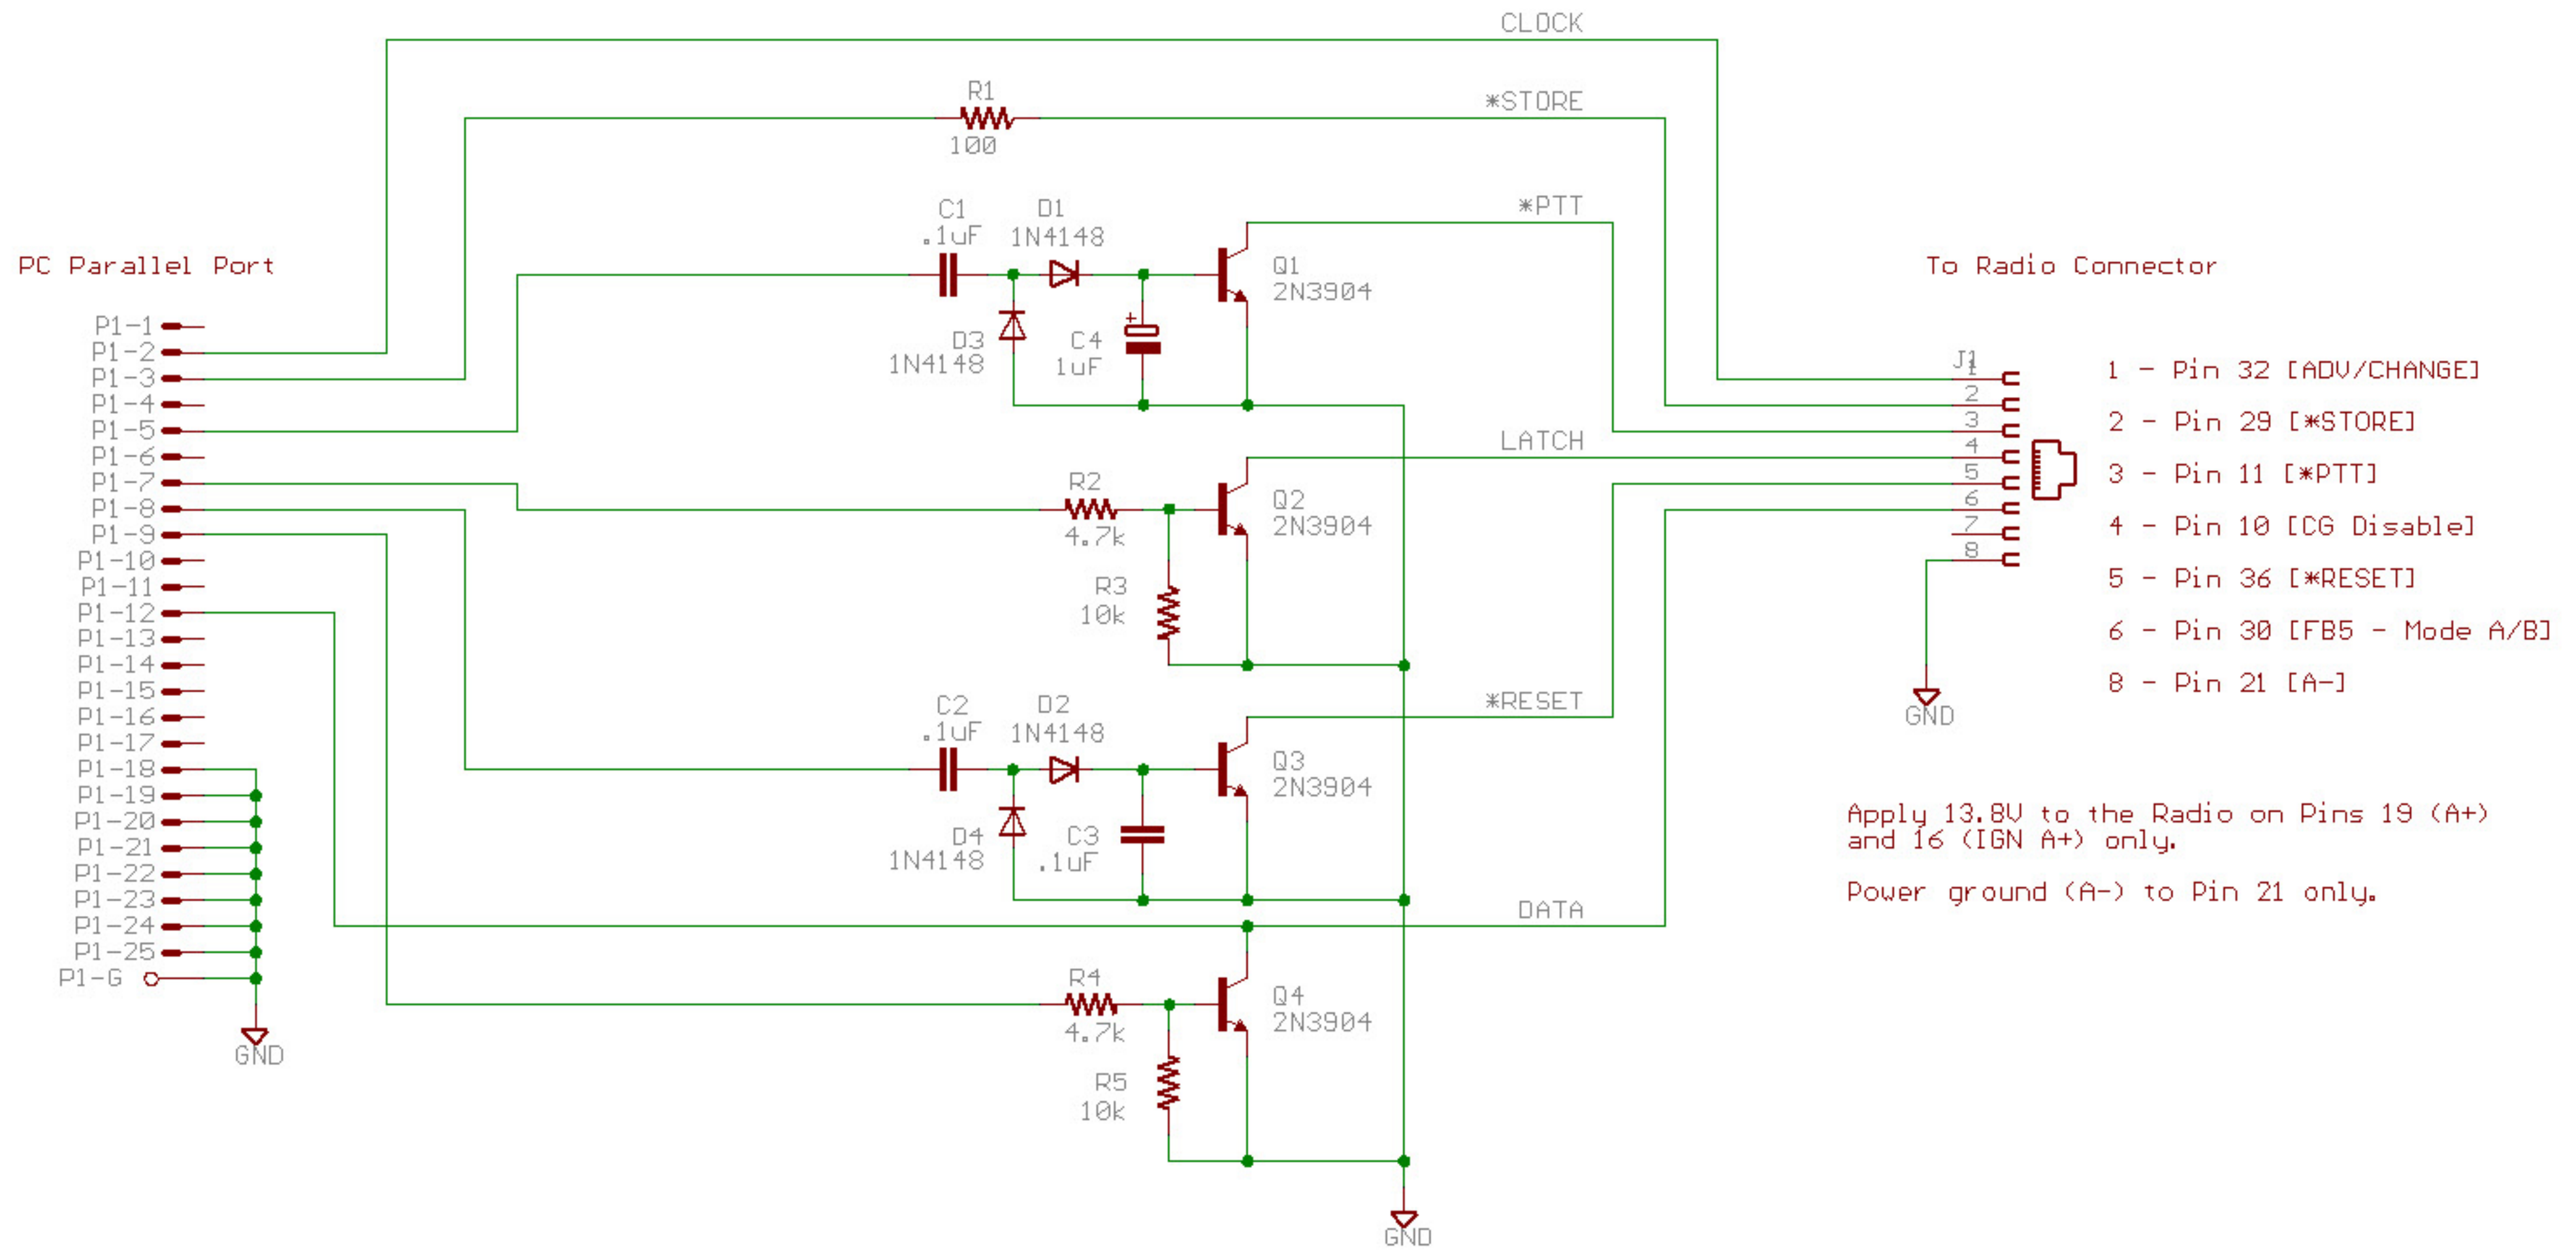 CLOCK
R1
100
*STORE
C1
.1uF
D1
1N4148
*PTT
Q1
2N3904
D3
1N4148
C4
+
1uF
PC Parallel Port
P1-1
P1-2
P1-3
P1-4
P1-5
P1-6
P1-7
P1-8
P1-9
P1-10
P1-11
P1-12
P1-13
P1-14
P1-15
P1-16
P1-17
P1-18
P1-19
P1-20
P1-21
P1-22
P1-23
P1-24
P1-25
P1-G
GND
LATCH
R2
4.7k
Q2
2N3904
R3
10k
C2
.1uF
D2
1N4148
*RESET
Q3
2N3904
D4
1N4148
C3
.1uF
DATA
R4
4.7k
Q4
2N3904
R5
10k
GND
To Radio Connector
J1
1
2
3
4
5
6
7
8
GND
1 - Pin 32 [ADV/CHANGE]
2 - Pin 29 [*STORE]
3 - Pin 11 [*PTT]
4 - Pin 10 [CG Disable]
5 - Pin 36 [*RESET]
6 - Pin 30 [FB5 - Mode A/B]
8 - Pin 21 [A-]
Apply 13.8V to the Radio on Pins 19 (A+)
and 16 (IGN A+) only.
Power ground (A-) to Pin 21 only.